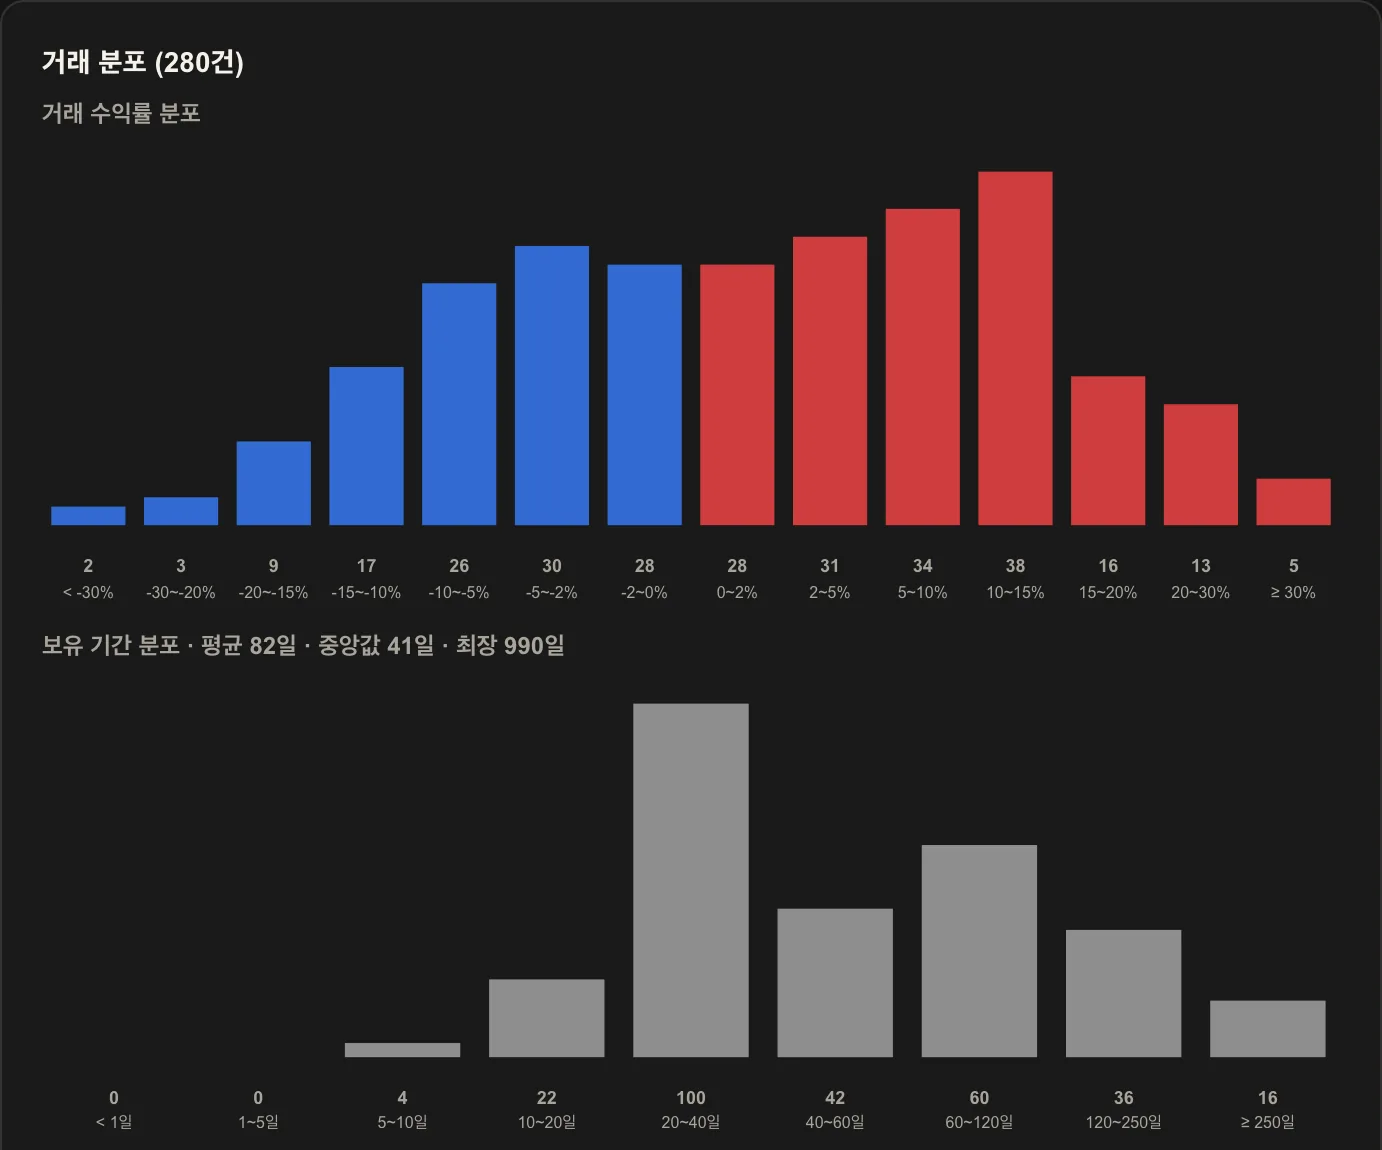 거래 분포 (280건)
거래 수익률 분포
2 3 9 17 26 30 28 28 31 34 38 16 13 5
< -30% -30~-20% -20~-15% -15~-10% -10~-5% -5~-2% -2~0% 0~2% 2~5% 5~10% 10~15% 15~20% 20~30% ≥ 30%
보유 기간 분포 · 평균 82일 · 중앙값 41일 · 최장 990일
0 0 4 22 100 42 60 36 16
< 1일 1~5일 5~10일 10~20일 20~40일 40~60일 60~120일 120~250일 ≥ 250일